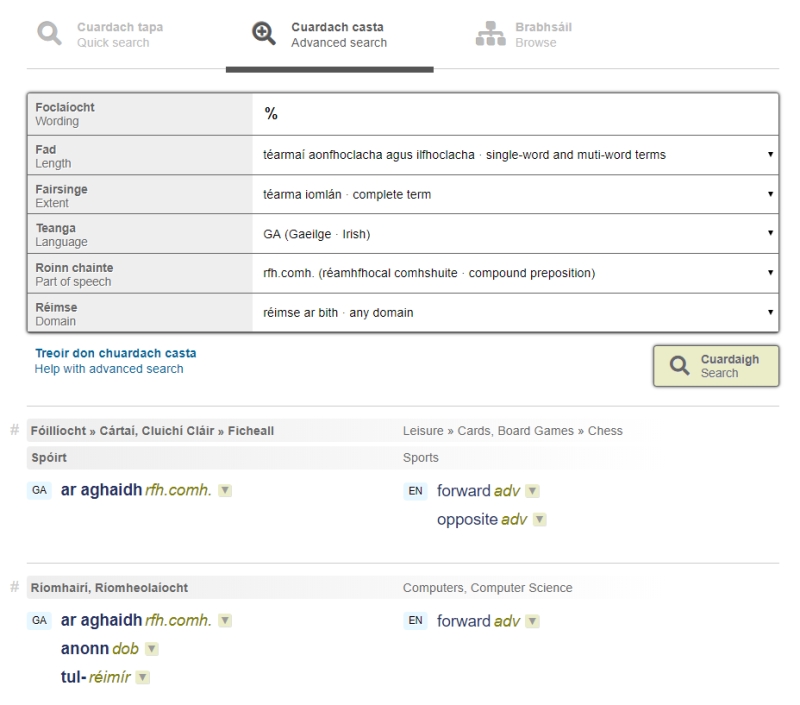 Cuardach tapa
Quick search
Cuardach casta
Advanced search
Brabhsáil
Browse
Foclaíocht
Wording
%
Fad
Length
téarmaí aonfhoclacha agus ilfhoclacha · single-word and muti-word terms
Fairsinge
Extent
téarma iomlán · complete term
Teanga
Language
GA (Gaeilge · Irish)
Roinn chainte
Part of speech
rfh.comh. (réamhfhocal comhshuite · compound preposition)
Réimse
Domain
réimse ar bith · any domain
Treoir don chuardach casta
Help with advanced search
Cuardaigh
Search
# Fóillíocht » Cártaí, Cluichí Cláir » Ficheall Leisure » Cards, Board Games » Chess
Spóirt Sports
GA ar aghaidh rfh.comh. EN forward adv
opposite adv
# Ríomhairí, Ríomheolaíocht Computers, Computer Science
GA ar aghaidh rfh.comh. EN forward adv
anonn dob
tul- réimír